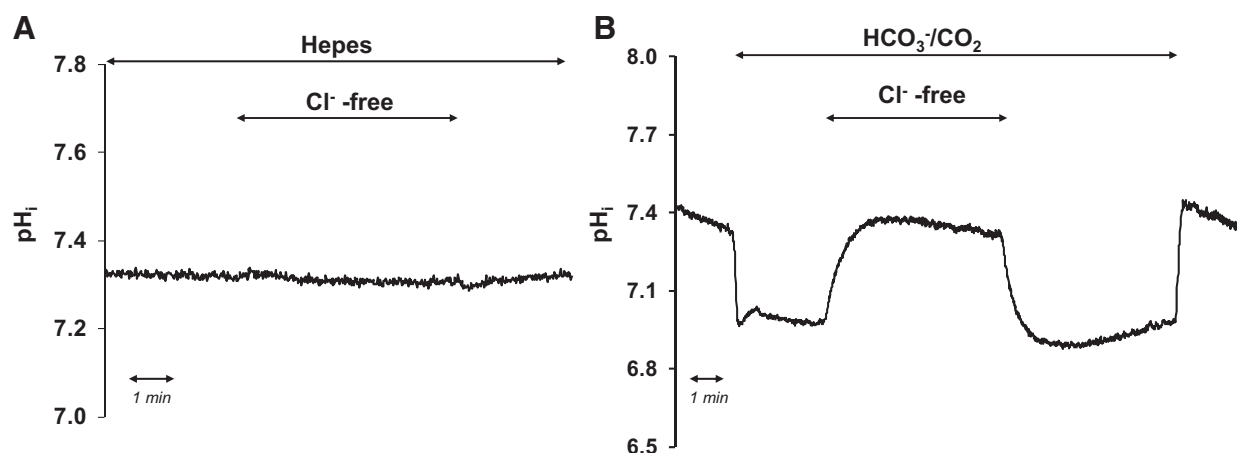 A
Hepes
Cl⁻ -free
7.8
7.6
7.4
7.2
7.0
pHᵢ
1 min
B
HCO₃⁻/CO₂
Cl⁻ -free
8.0
7.7
7.4
7.1
6.8
6.5
pHᵢ
1 min